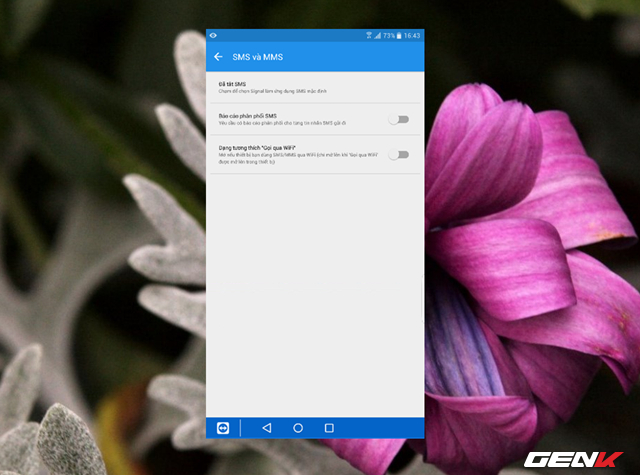 73% 16.43
SMS và MMS
Đã tắt SMS
Chạm để chọn Signal làm ứng dụng SMS mặc định
Báo cáo phân phối SMS
Yêu cầu có báo cáo phân phối cho từng tin nhắn SMS gửi đi
Dạng tương thích "Gọi qua WiFi"
Mở nếu thiết bị bạn dùng SMS/MMS qua WiFi (chỉ mở lên khi 'Gọi qua WiFi'
được mở lên trong thiết bị)
GENK